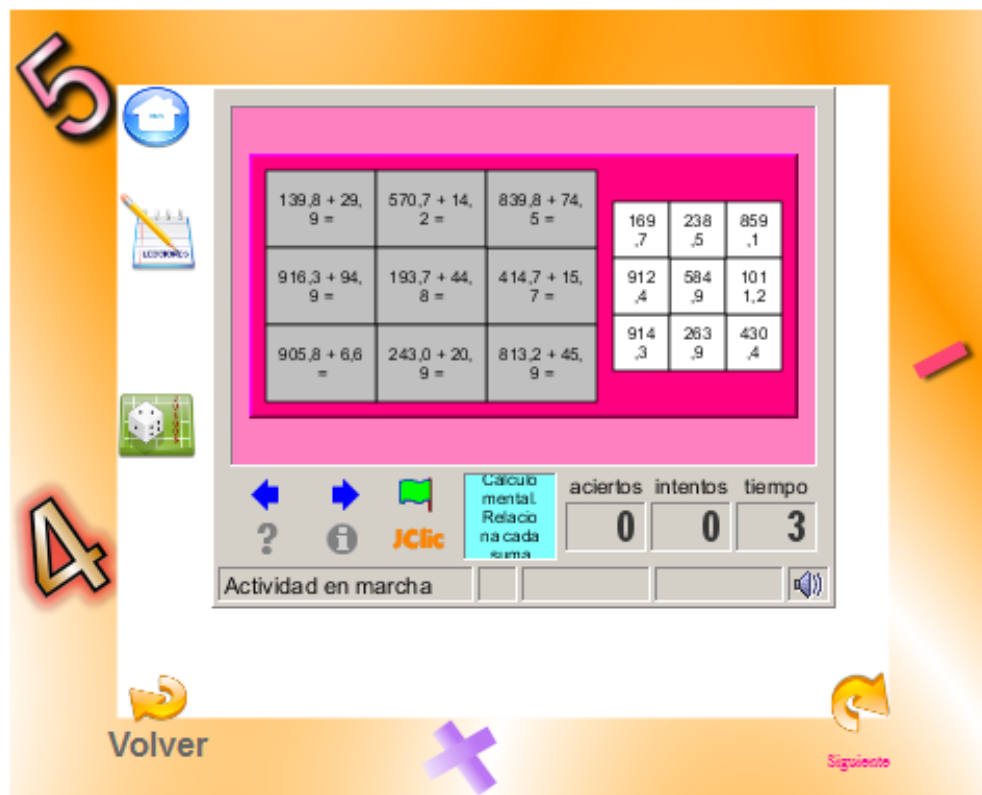 5
LECCIONES
139,8 + 29,
9 =
570,7 + 14,
2 =
839,8 + 74,
5 =
916,3 + 94,
9 =
193,7 + 44,
8 =
414,7 + 15,
7 =
905,8 + 6,6
=
243,0 + 20,
9 =
813,2 + 45,
9 =
169
,7
238
,5
859
,1
912
,4
584
,9
101
1,2
914
,3
263
,9
430
,4
?
i
JClic
Cálculo
mental.
Relacio
na cada
suma
aciertos intentos tiempo
0 0 3
Actividad en marcha
4
Volver
Siguiente